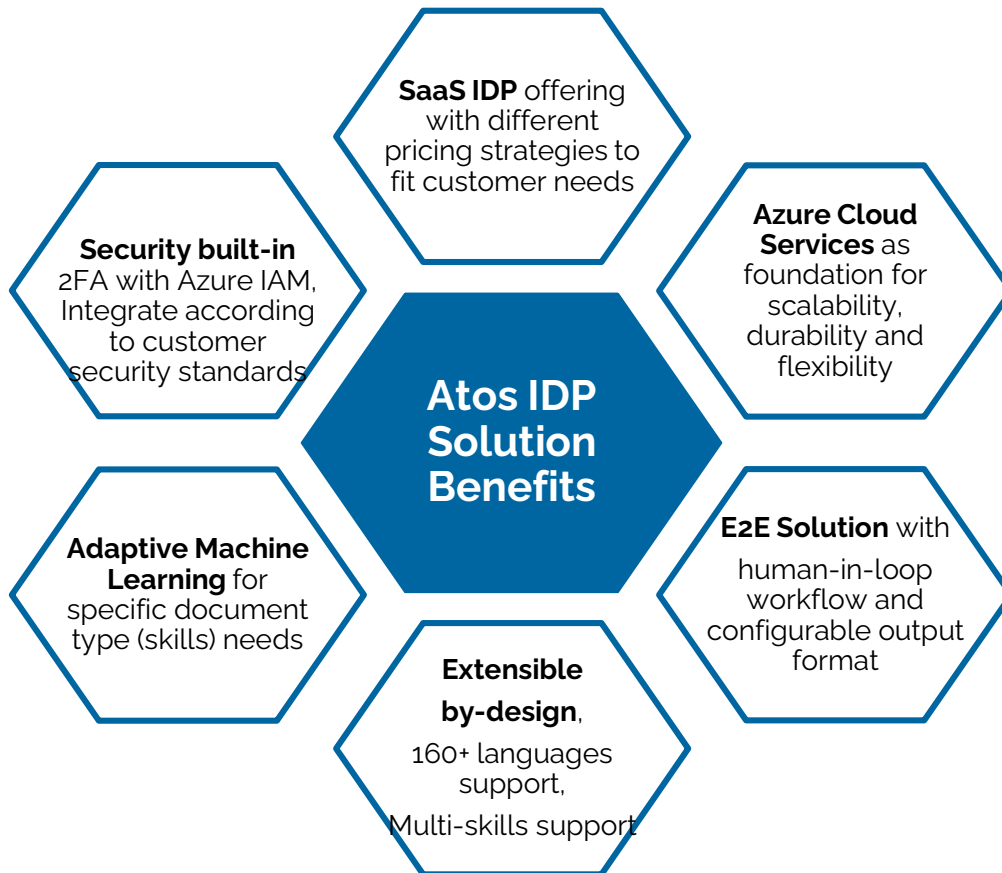 SaaS IDP offering
with different
pricing strategies to
fit customer needs
Azure Cloud
Services as
foundation for
scalability,
durability and
flexibility
E2E Solution with
human-in-loop
workflow and
configurable output
format
Extensible
by-design,
160+ languages
support,
Multi-skills support
Adaptive Machine
Learning for
specific document
type (skills) needs
Security built-in
2FA with Azure IAM,
Integrate according
to customer
security standards
Atos IDP
Solution
Benefits